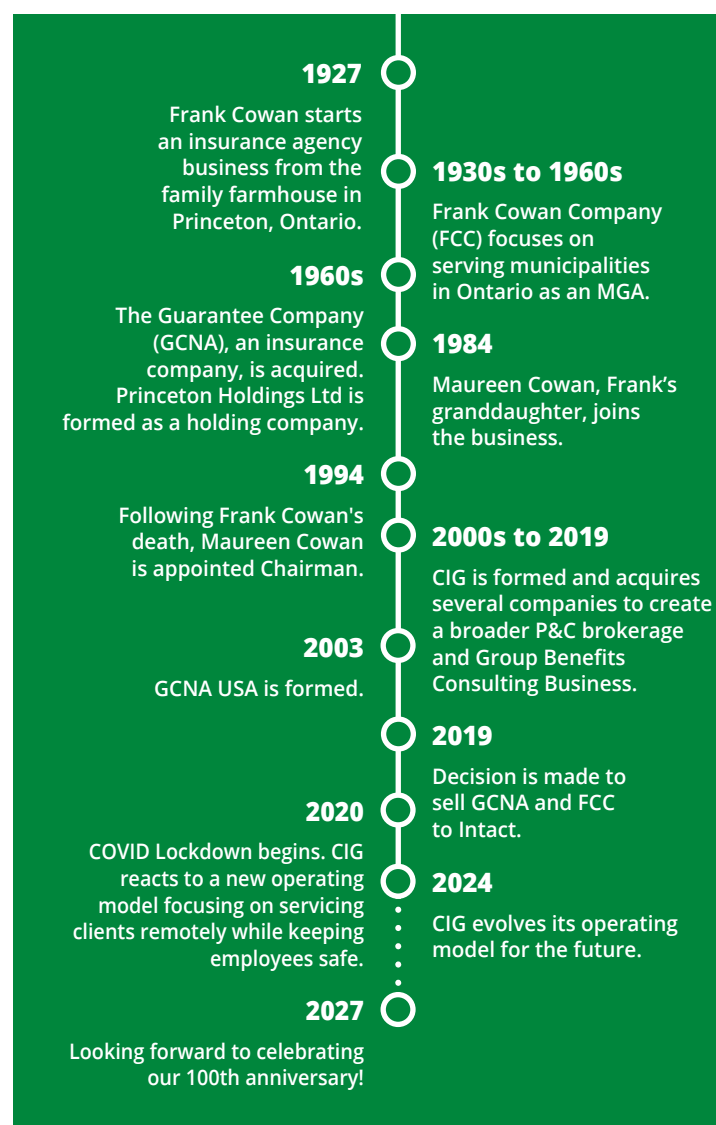 1927
Frank Cowan starts
an insurance agency
business from the
family farmhouse in
Princeton, Ontario.
1930s to 1960s
Frank Cowan Company
(FCC) focuses on
serving municipalities
in Ontario as an MGA.
1960s
The Guarantee Company
(GCNA), an insurance
company, is acquired.
Princeton Holdings Ltd is
formed as a holding company.
1984
Maureen Cowan, Frank’s
granddaughter, joins
the business.
1994
Following Frank Cowan's
death, Maureen Cowan
is appointed Chairman.
2000s to 2019
CIG is formed and acquires
several companies to create
a broader P&C brokerage
and Group Benefits
Consulting Business.
2003
GCNA USA is formed.
2019
Decision is made to
sell GCNA and FCC
to Intact.
2020
COVID Lockdown begins. CIG
reacts to a new operating
model focusing on servicing
clients remotely while keeping
employees safe.
2024
CIG evolves its operating
model for the future.
2027
Looking forward to celebrating
our 100th anniversary!